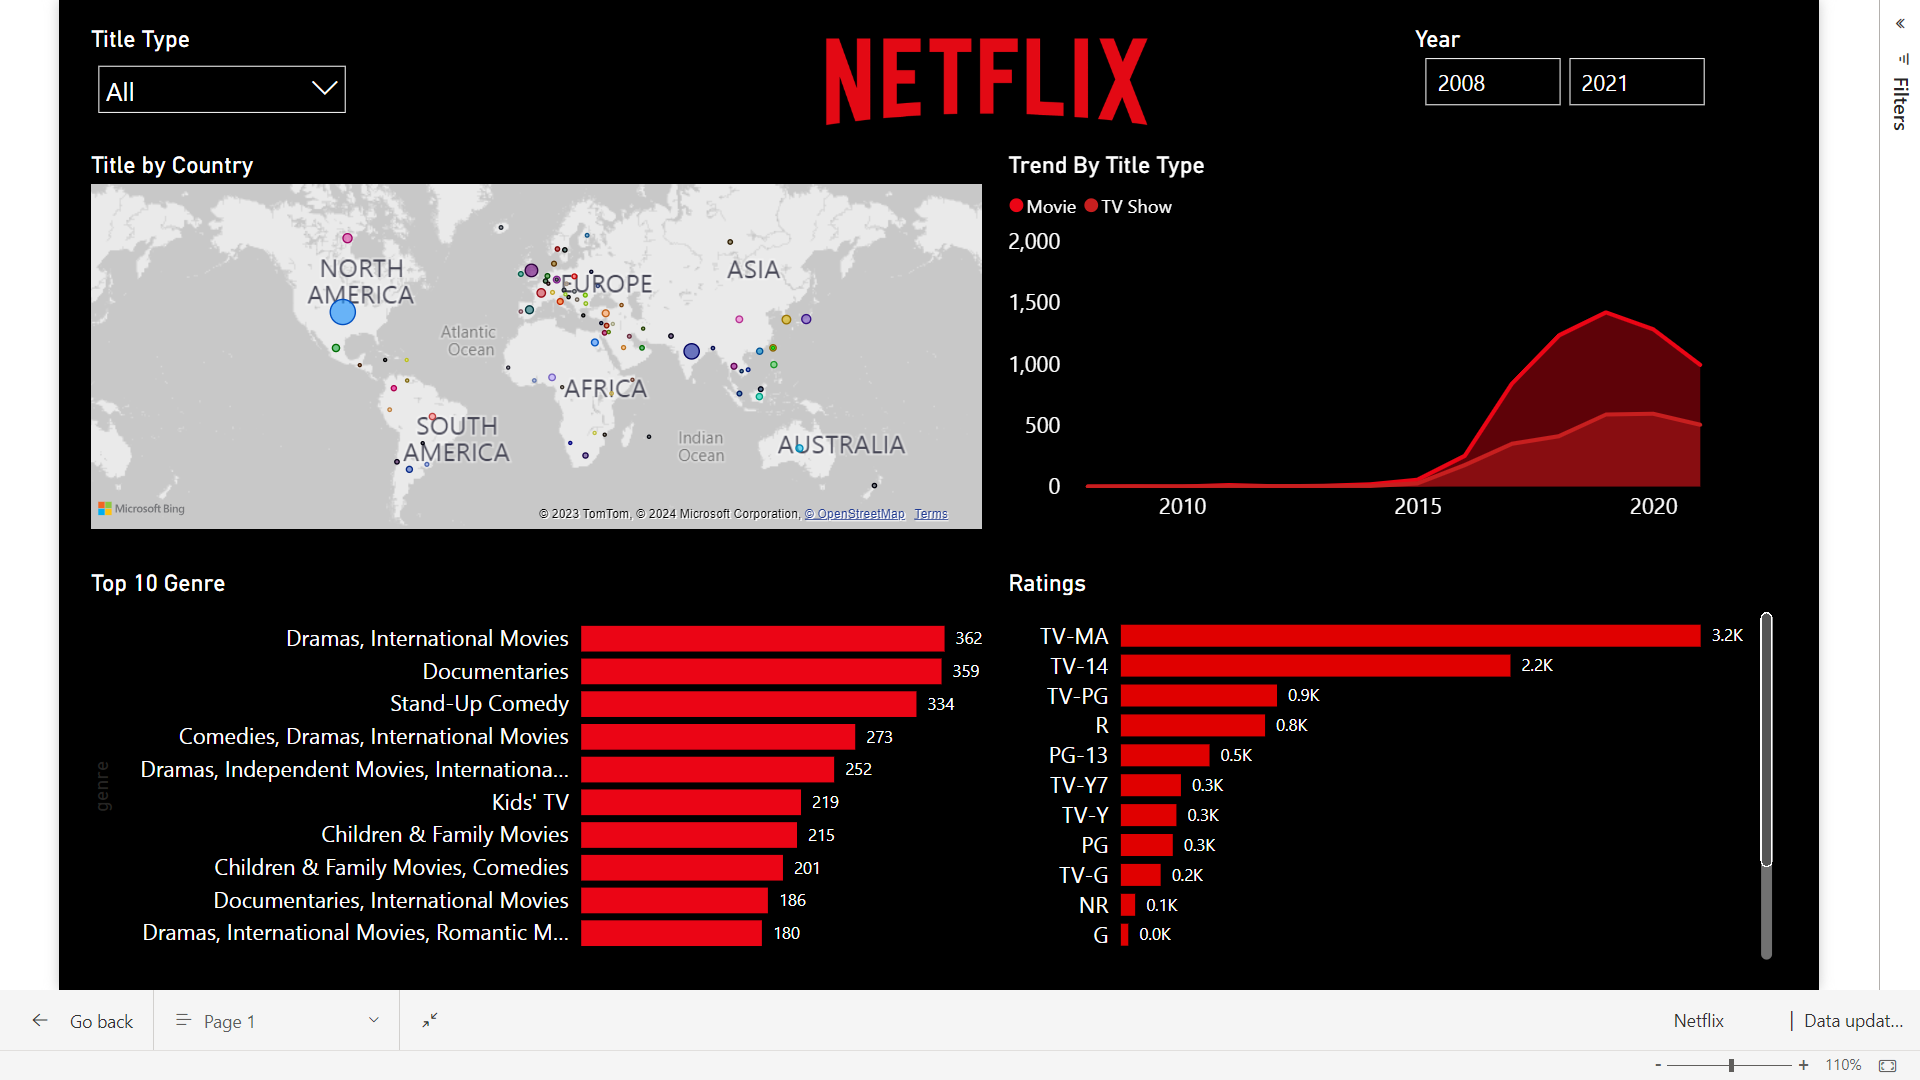 Title Type
All
NETFLIX
Year
2008
2021
«
Filters
Title by Country
NORTH
AMERICA
EUROPE
ASIA
Atlantic
Ocean
AFRICA
SOUTH
AMERICA
Indian
Ocean
AUSTRALIA
Microsoft Bing
© 2023 TomTom, © 2024 Microsoft Corporation, © OpenStreetMap Terms
Trend By Title Type
Movie TV Show
2,000
1,500
1,000
500
0
2010 2015 2020
Top 10 Genre
genre
Dramas, International Movies 362
Documentaries 359
Stand-Up Comedy 334
Comedies, Dramas, International Movies 273
Dramas, Independent Movies, Internationa... 252
Kids' TV 219
Children & Family Movies 215
Children & Family Movies, Comedies 201
Documentaries, International Movies 186
Dramas, International Movies, Romantic M... 180
Ratings
TV-MA 3.2K
TV-14 2.2K
TV-PG 0.9K
R 0.8K
PG-13 0.5K
TV-Y7 0.3K
TV-Y 0.3K
PG 0.3K
TV-G 0.2K
NR 0.1K
G 0.0K
Go back
Page 1
Netflix | Data updat...
- + 110%